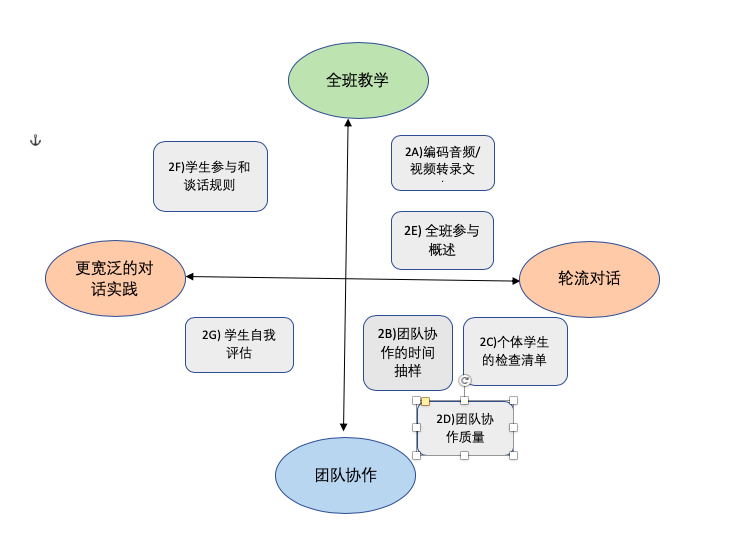 全班教学
2F)学生参与和
谈话规则
2A)编码音频/
视频转录文
2E) 全班参与
概述
更宽泛的对
话实践
轮流对话
2G) 学生自我
评估
2B)团队协
作的时间
抽样
2C)个体学生
的检查清单
2D)团队协
作质量
团队协作